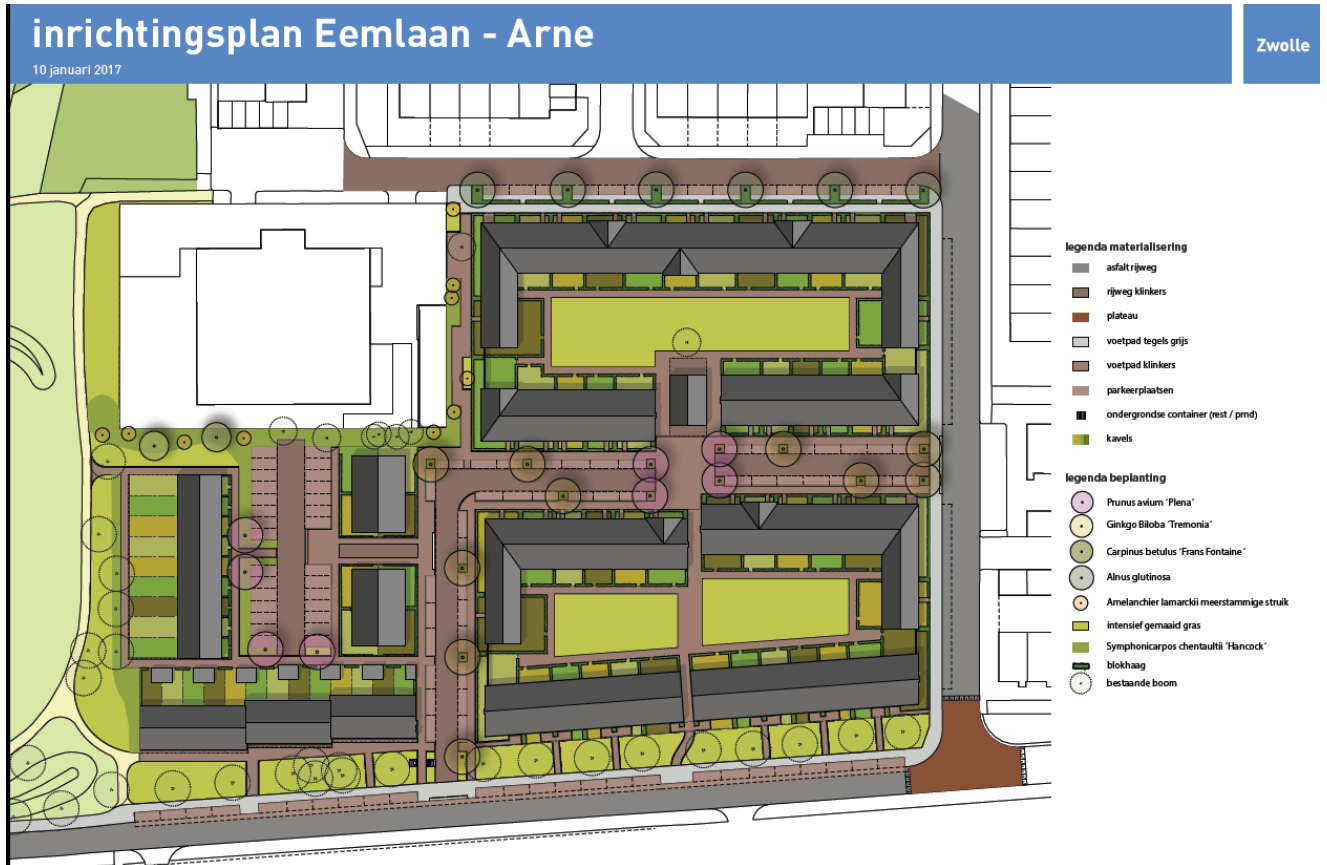 inrichtingsplan Eemlaan - Arne
10 januari 2017
Zwolle
legenda materialisering
asfalt rijweg
rijweg klinkers
plateau
voetpad tegels grijs
voetpad klinkers
parkeerplaatsen
ondergrondse container (rest / pmd)
kavels
legenda beplanting
Prunus avium 'Plena'
Ginkgo Biloba 'Tremonia'
Carpinus betulus 'Frans Fontaine'
Alnus glutinosa
Amelanchier lamarckii meerstammige struik
intensief gemaaid gras
Symphonicarpos chentaultii 'Hancock'
blokhaag
bestaande boom